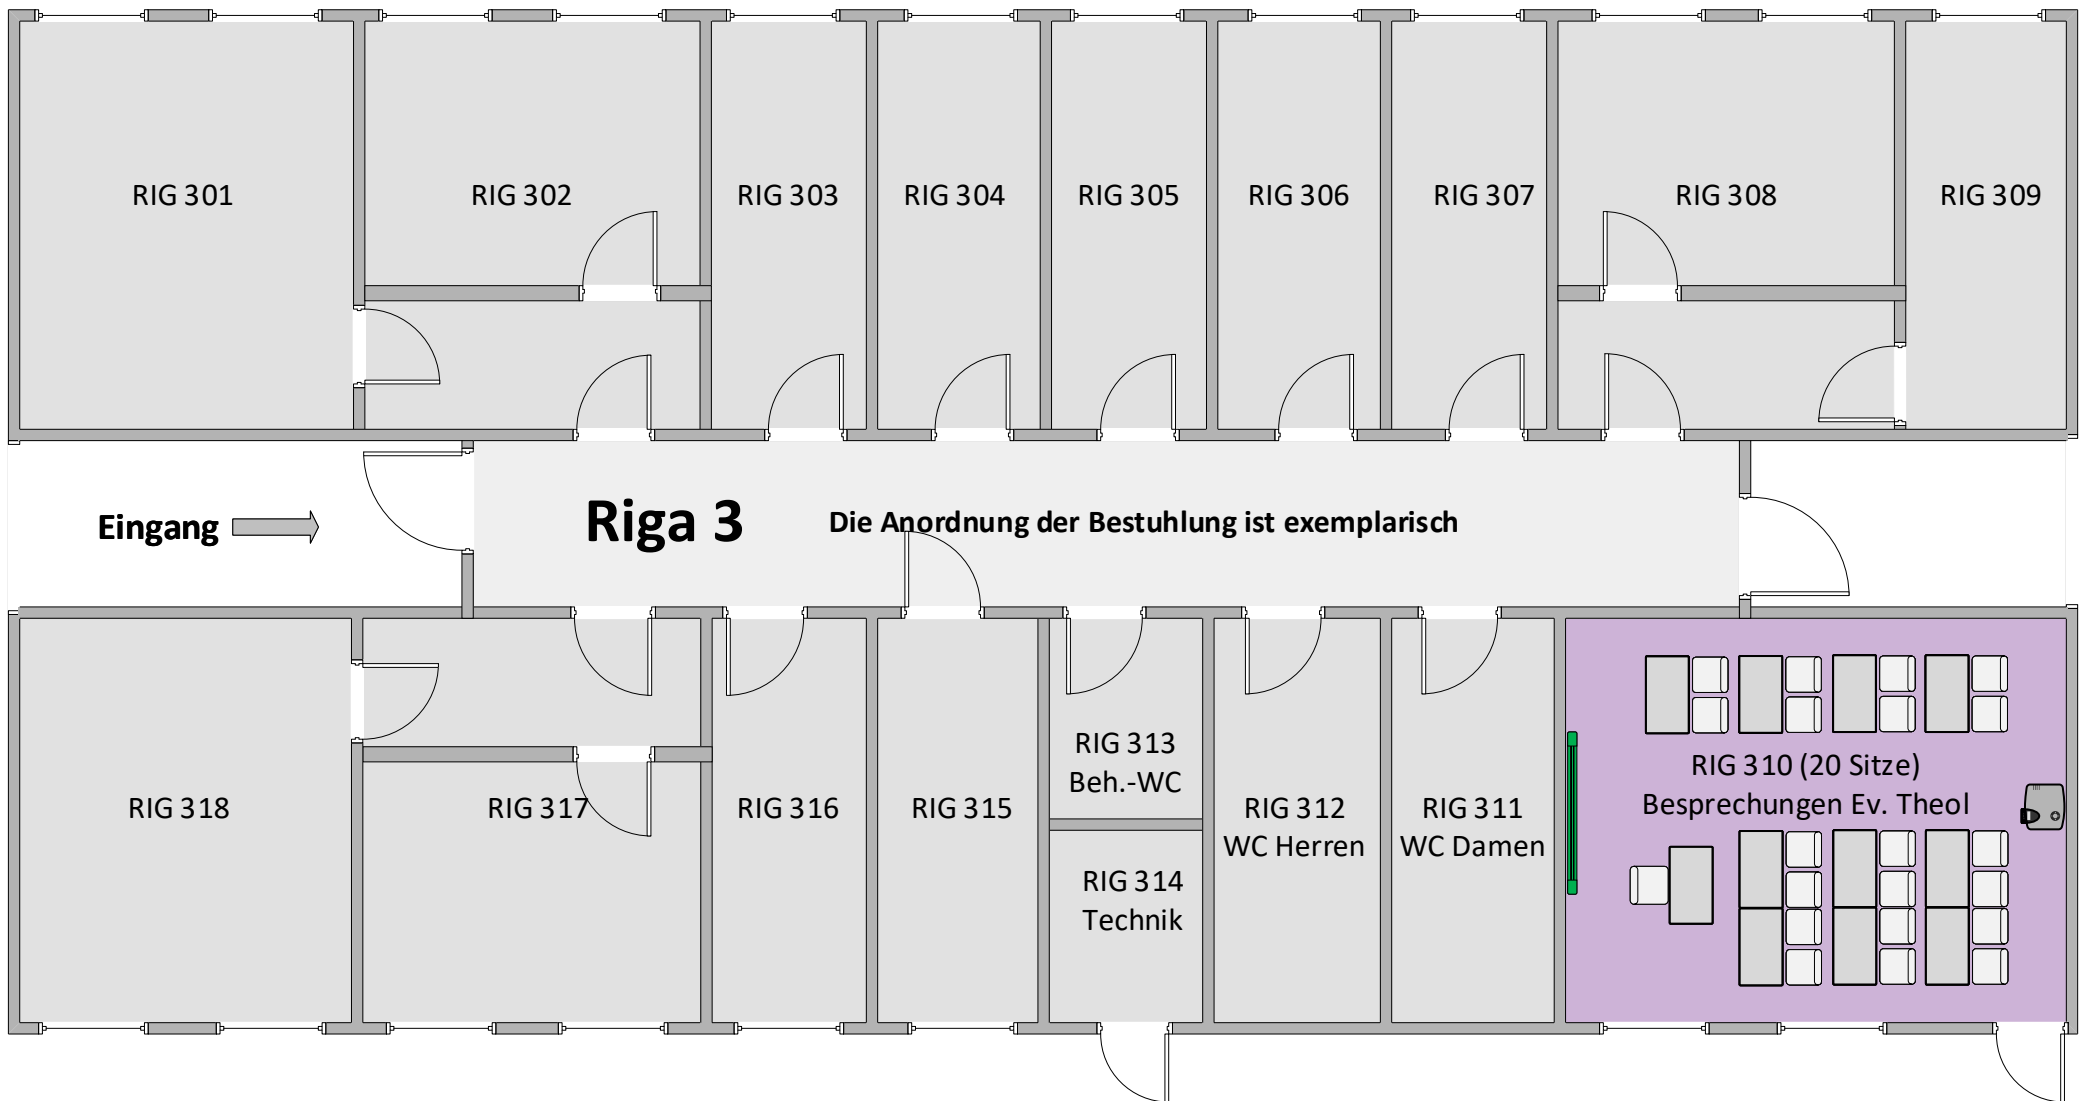 RIG 301
RIG 302
RIG 303
RIG 304
RIG 305
RIG 306
RIG 307
RIG 308
RIG 309
Eingang
Riga 3
Die Anordnung der Bestuhlung ist exemplarisch
RIG 318
RIG 317
RIG 316
RIG 315
RIG 313
Beh.-WC
RIG 314
Technik
RIG 312
WC Herren
RIG 311
WC Damen
RIG 310 (20 Sitze)
Besprechungen Ev. Theol